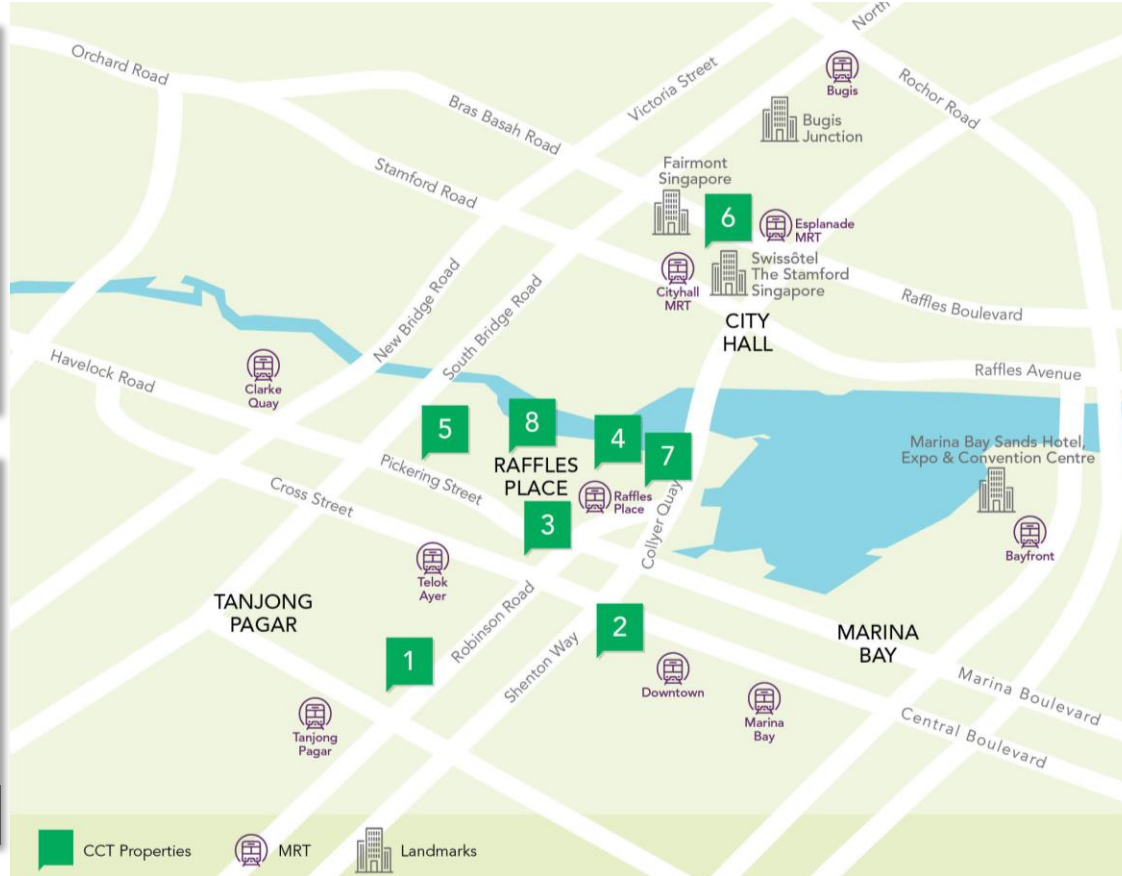 North
Orchard Road
Victoria Street
Bugis
Rochor Road
Bras Basah Road
Bugis
Junction
Stamford Road
Fairmont
Singapore
6
Esplanade
MRT
Swissôtel
The Stamford
Singapore
Cityhall
MRT
New Bridge Road
South Bridge Road
Raffles Boulevard
CITY
HALL
Havelock Road
Clarke
Quay
Raffles Avenue
5
8
4
7
Marina Bay Sands Hotel,
Expo & Convention Centre
RAFFLES
PLACE
Pickering Street
Raffles
Place
Cross Street
3
Collyer Quay
Bayfront
Telok
Ayer
TANJONG
PAGAR
Robinson Road
2
MARINA
BAY
1
Shenton Way
Downtown
Marina
Bay
Marina Boulevard
Tanjong
Pagar
Central Boulevard
CCT Properties
MRT
Landmarks